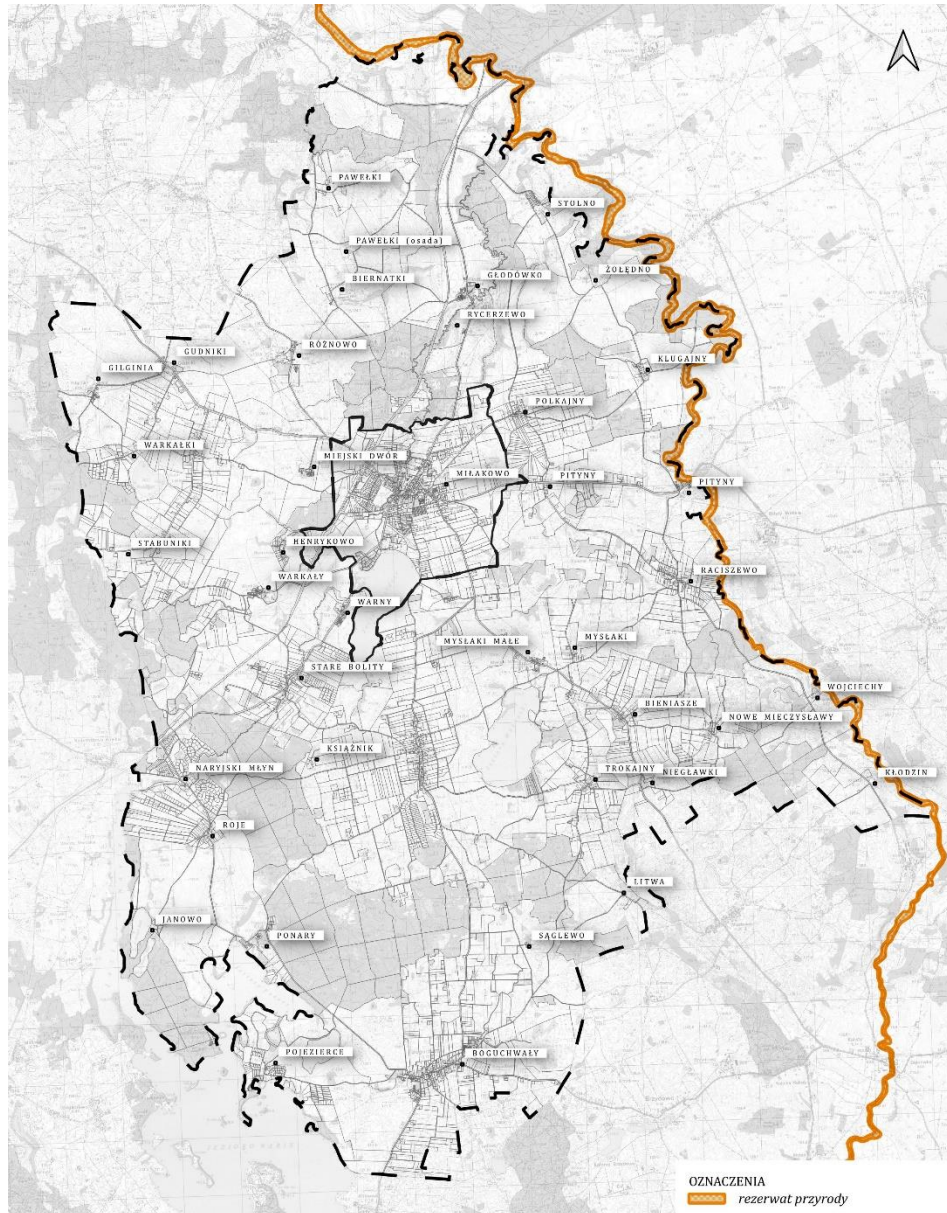 PAWEŁKI
STOLNO
PAWEŁKI (osada)
ŻOŁĘDNO
BIERNATKI
GŁODÓWKO
RYCERZEWO
RÓŻNOWO
GUDNIKI
KLUGAJNY
GILGINIA
POLKAJNY
WARKAŁKI
MIEJSKI DWÓR
MIŁAKOWO
PITYNY
PITYNY
STABUNIKI
HENRYKOWO
RACISZEWO
WARKAŁY
WARNY
MYSŁAKI MAŁE
MYSŁAKI
STARE BOLITY
WOJCIECHY
BIENIASZE
NOWE MIECZYSŁAWY
KSIĄŻNIK
NARYJSKI MŁYN
TROKAJNY
NIEGŁAWKI
KŁODZIN
ROJE
LITWA
JANOWO
PONARY
SĄGLEWO
POJEZIERCE
BOGUCHWAŁY
OZNACZENIA
rezerwat przyrody